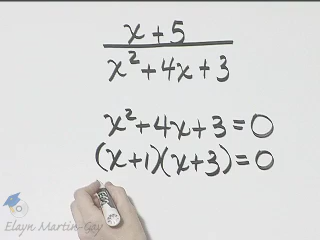 x + 5
x² + 4x + 3
x² + 4x + 3 = 0
(x + 1)(x + 3) = 0
Elayn Martin-Gay